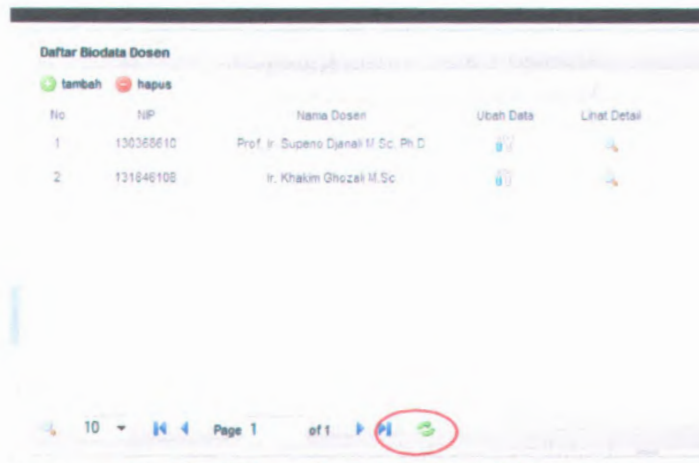 Daftar Biodata Dosen
tambah hapus
No NIP Nama Dosen Ubah Data Lihat Detail
1 130368610 Prof. Ir. Supeno Djanali M.Sc. Ph.D
2 131846108 Ir. Khakim Ghozali M.Sc
10 Page 1 of 1